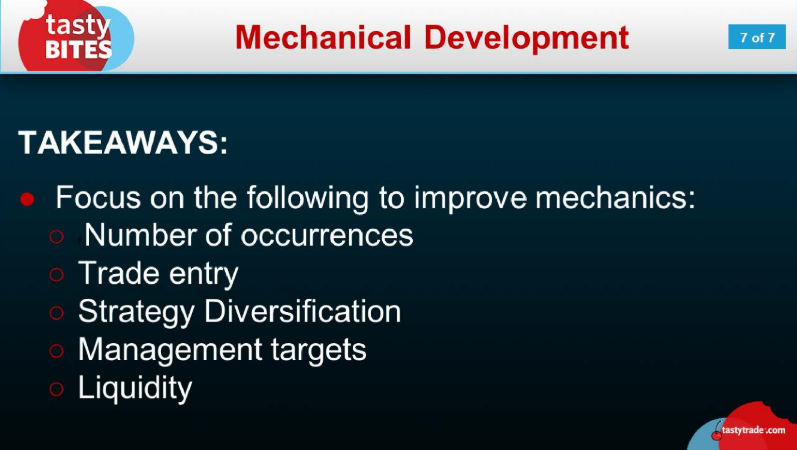 tasty
BITES
Mechanical Development
7 of 7
TAKEAWAYS:
Focus on the following to improve mechanics:
Number of occurrences
Trade entry
Strategy Diversification
Management targets
Liquidity
tastytrade.com